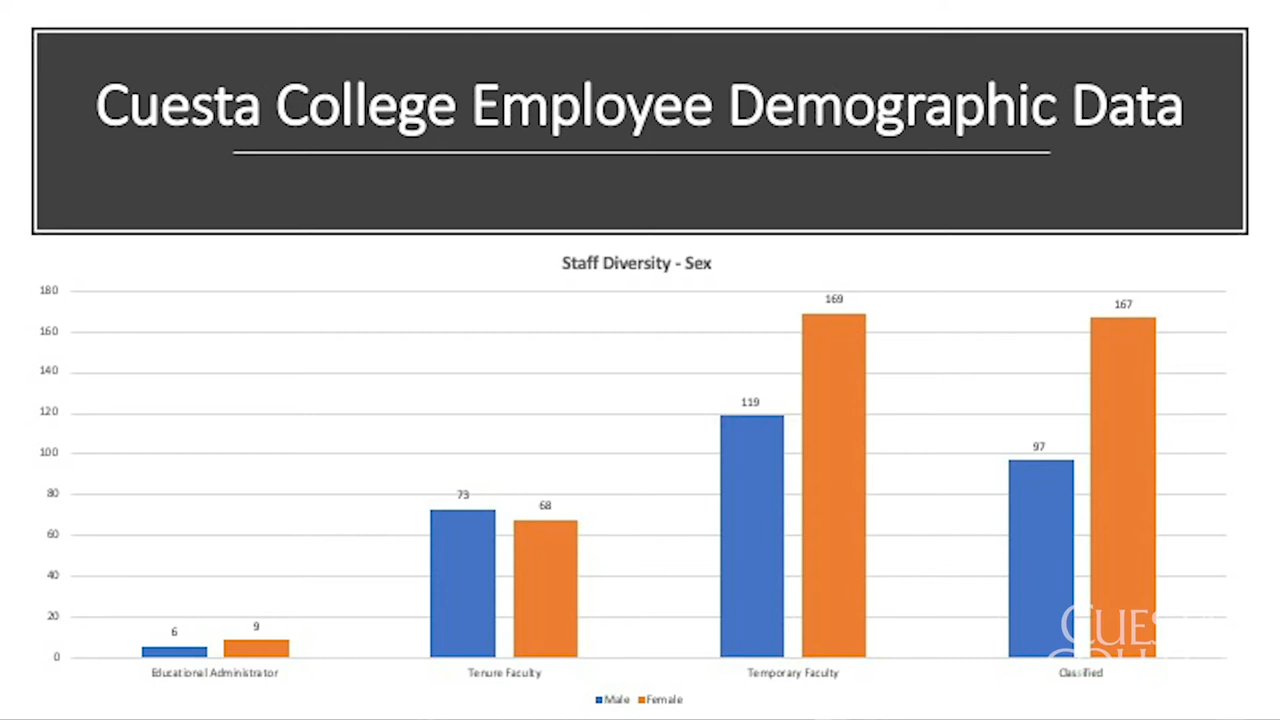 Cuesta College Employee Demographic Data
Staff Diversity - Sex
180
160
140
120
100
80
60
40
20
0
6
9
73
68
119
169
97
167
Educational Administrator
Tenure Faculty
Temporary Faculty
Classified
Male
Female